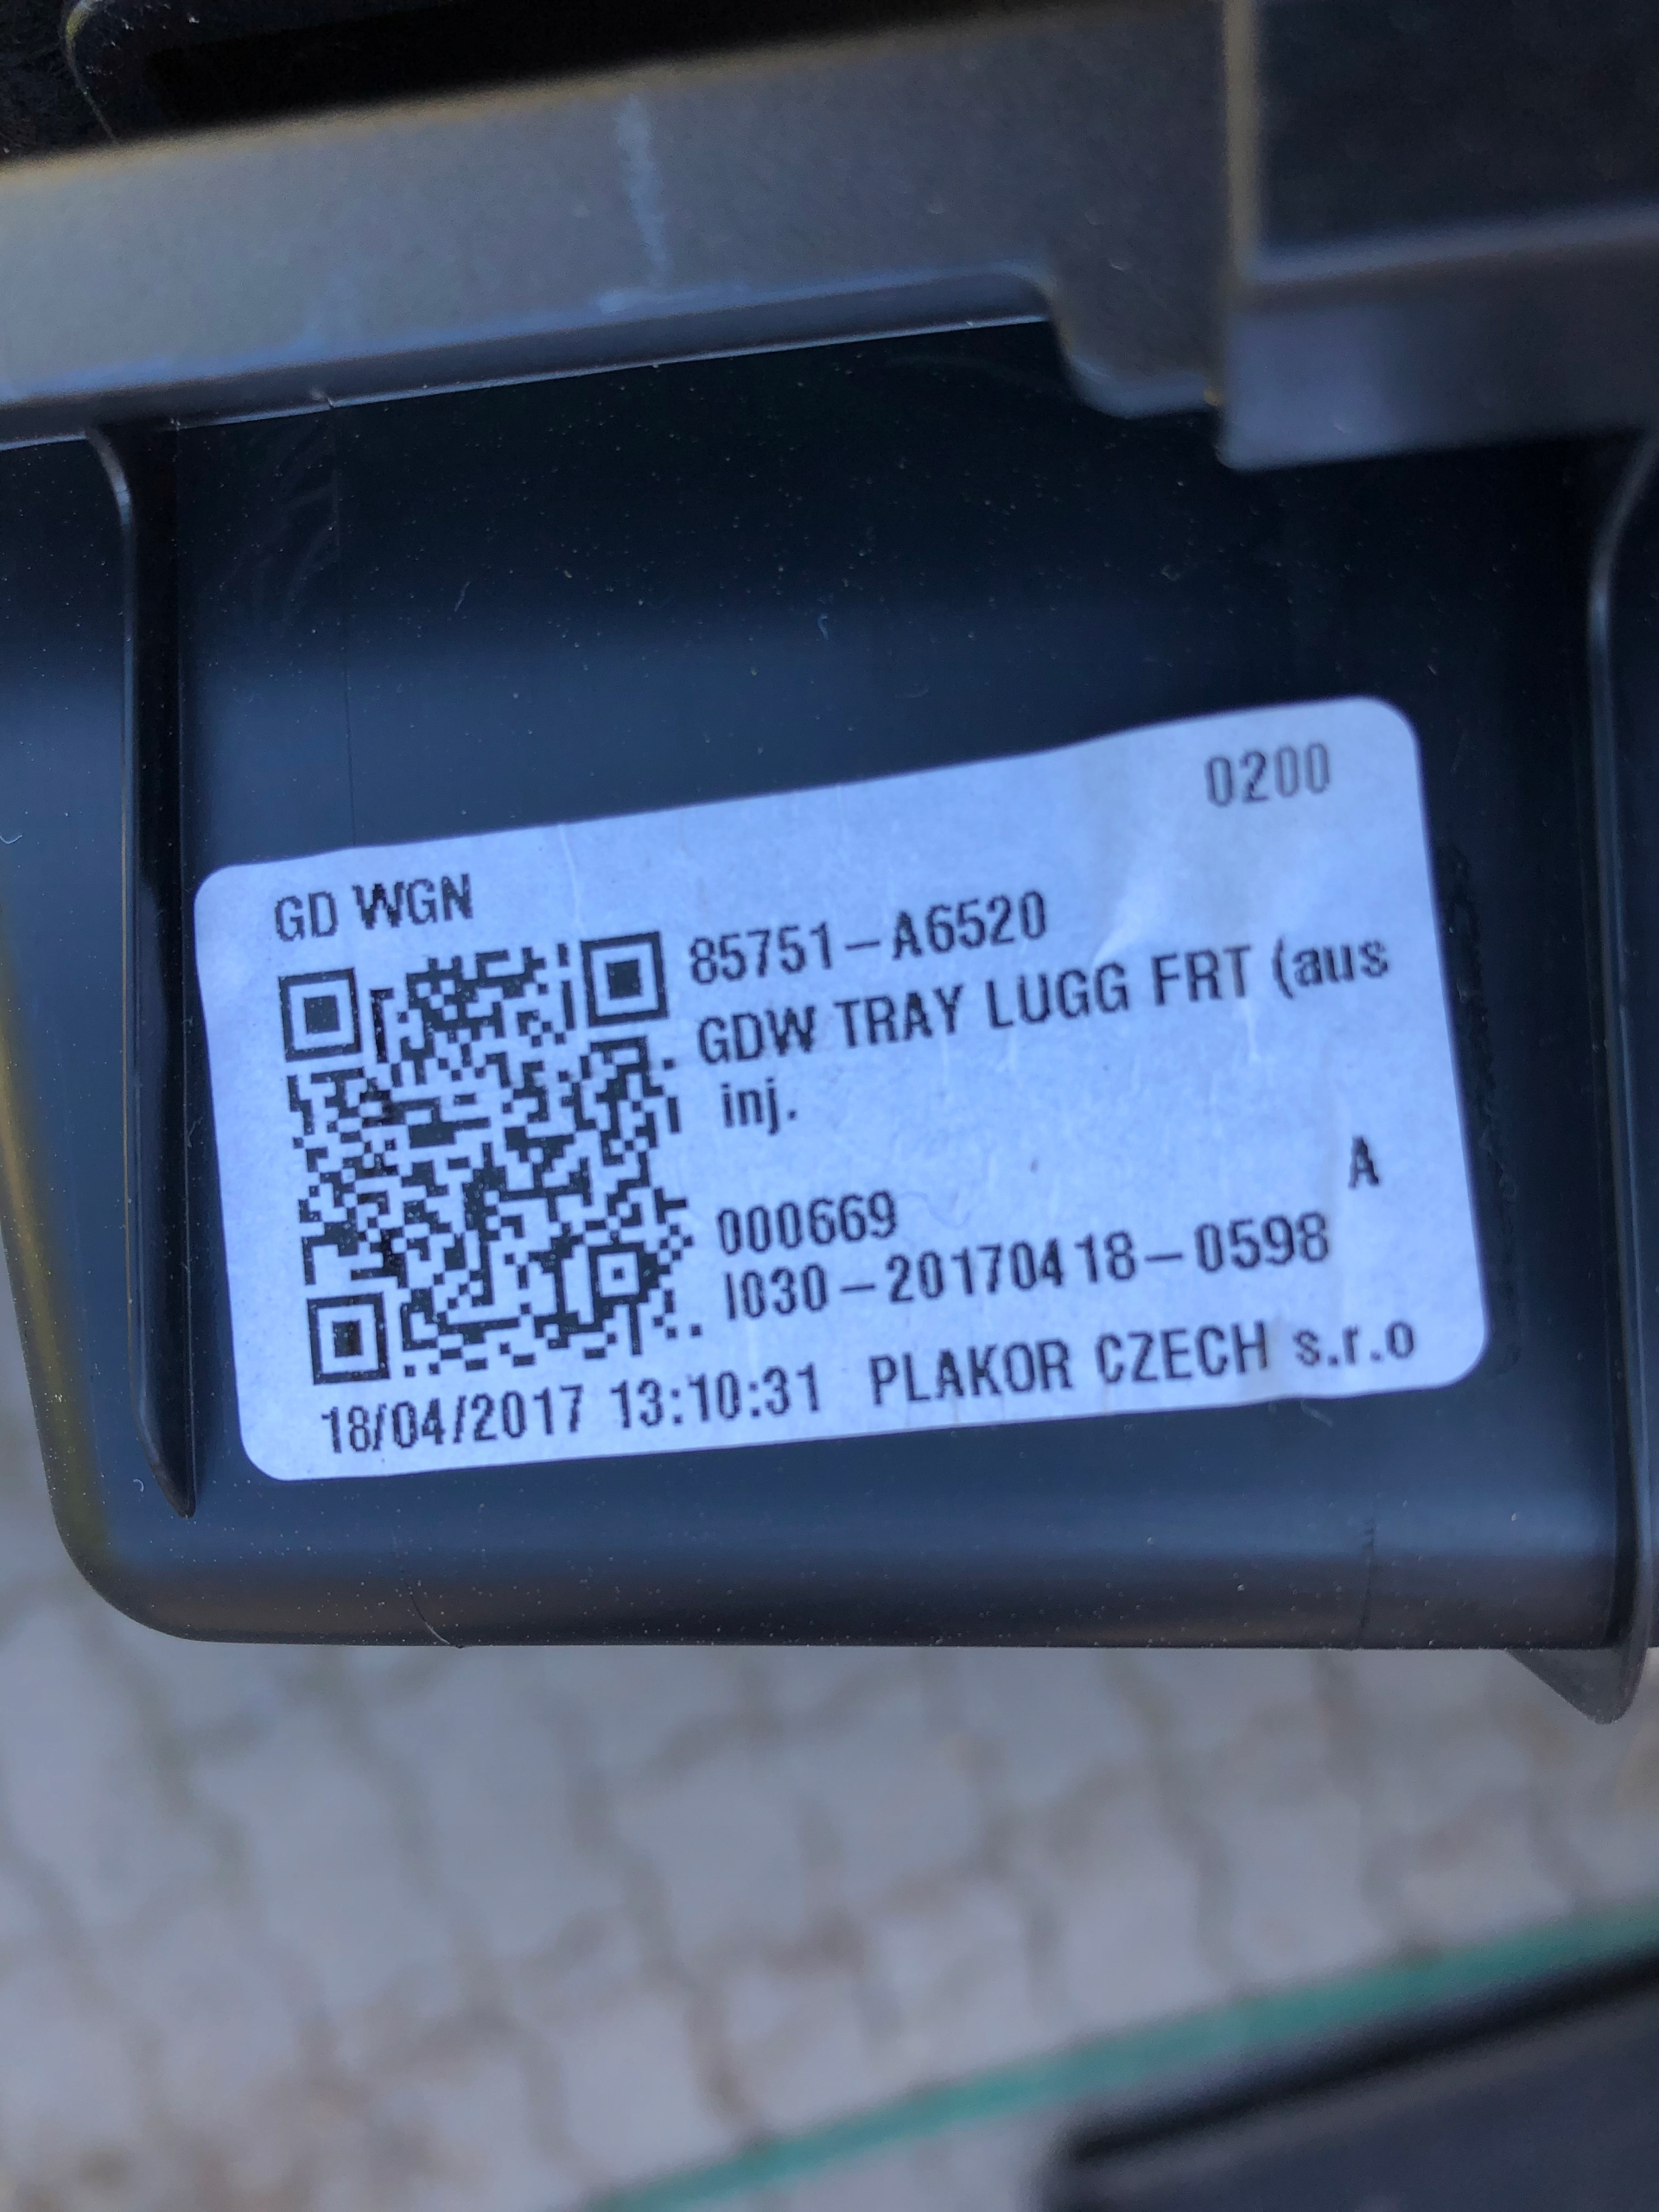 0200
GD WGN
85751-A6520
GDW TRAY LUGG FRT (aus
inj.
A
000669
I030-20170418-0598
18/04/2017 13:10:31 PLAKOR CZECH s.r.o